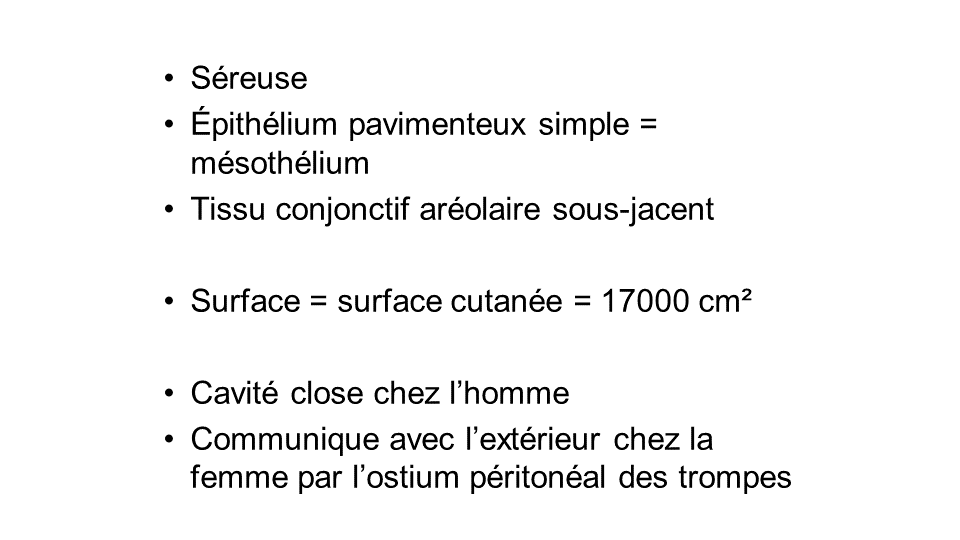 • Séreuse
• Épithélium pavimenteux simple =
mésothélium
• Tissu conjonctif aréolaire sous-jacent
• Surface = surface cutanée = 17000 cm²
• Cavité close chez l’homme
• Communique avec l’extérieur chez la
femme par l’ostium péritonéal des trompes